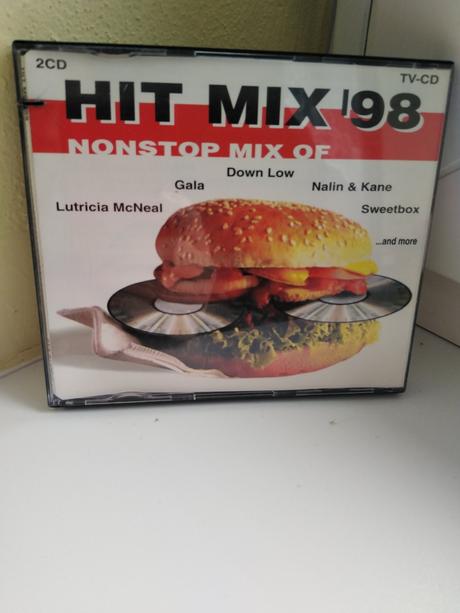 2CD
TV-CD
HIT MIX '98
NONSTOP MIX OF
Down Low
Gala
Nalin & Kane
Lutricia McNeal
Sweetbox
...and more